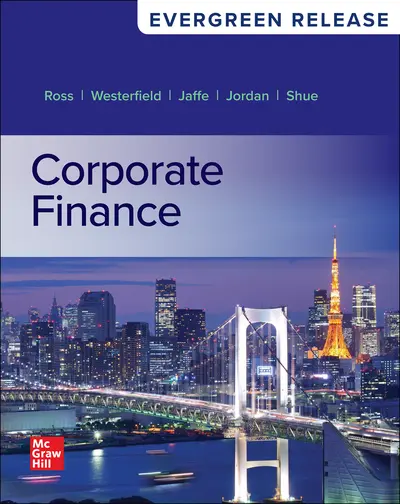 EVERGREEN RELEASE
Ross | Westerfield | Jaffe | Jordan | Shue
Corporate
Finance
Mc
Graw
Hill